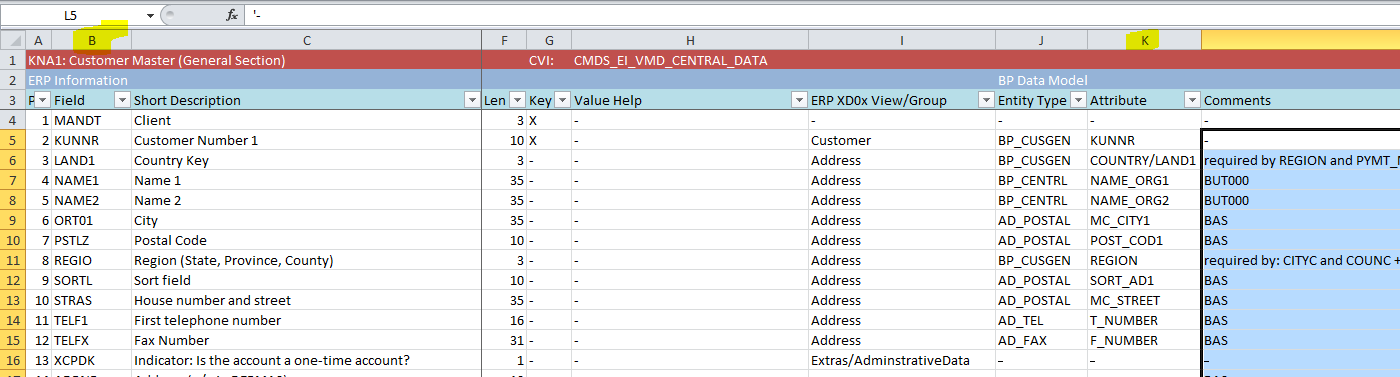 L5 fx '-
A B C F G H I J K
1 KNA1: Customer Master (General Section) CVI: CMDS_EI_VMD_CENTRAL_DATA
2 ERP Information BP Data Model
3 P Field Short Description Len Key Value Help ERP XD0x View/Group Entity Type Attribute Comments
4 1 MANDT Client 3 X - - - - -
5 2 KUNNR Customer Number 1 10 X - Customer BP_CUSGEN KUNNR -
6 3 LAND1 Country Key 3 - - Address BP_CUSGEN COUNTRY/LAND1 required by REGION and PYMT_
7 4 NAME1 Name 1 35 - - Address BP_CENTRL NAME_ORG1 BUT000
8 5 NAME2 Name 2 35 - - Address BP_CENTRL NAME_ORG2 BUT000
9 6 ORT01 City 35 - - Address AD_POSTAL MC_CITY1 BAS
10 7 PSTLZ Postal Code 10 - - Address AD_POSTAL POST_COD1 BAS
11 8 REGIO Region (State, Province, County) 3 - - Address BP_CUSGEN REGION required by: CITYC and COUNC +
12 9 SORTL Sort field 10 - - Address AD_POSTAL SORT_AD1 BAS
13 10 STRAS House number and street 35 - - Address AD_POSTAL MC_STREET BAS
14 11 TELF1 First telephone number 16 - - Address AD_TEL T_NUMBER BAS
15 12 TELFX Fax Number 31 - - Address AD_FAX F_NUMBER BAS
16 13 XCPDK Indicator: Is the account a one-time account? 1 - - Extras/AdminstrativeData – – –